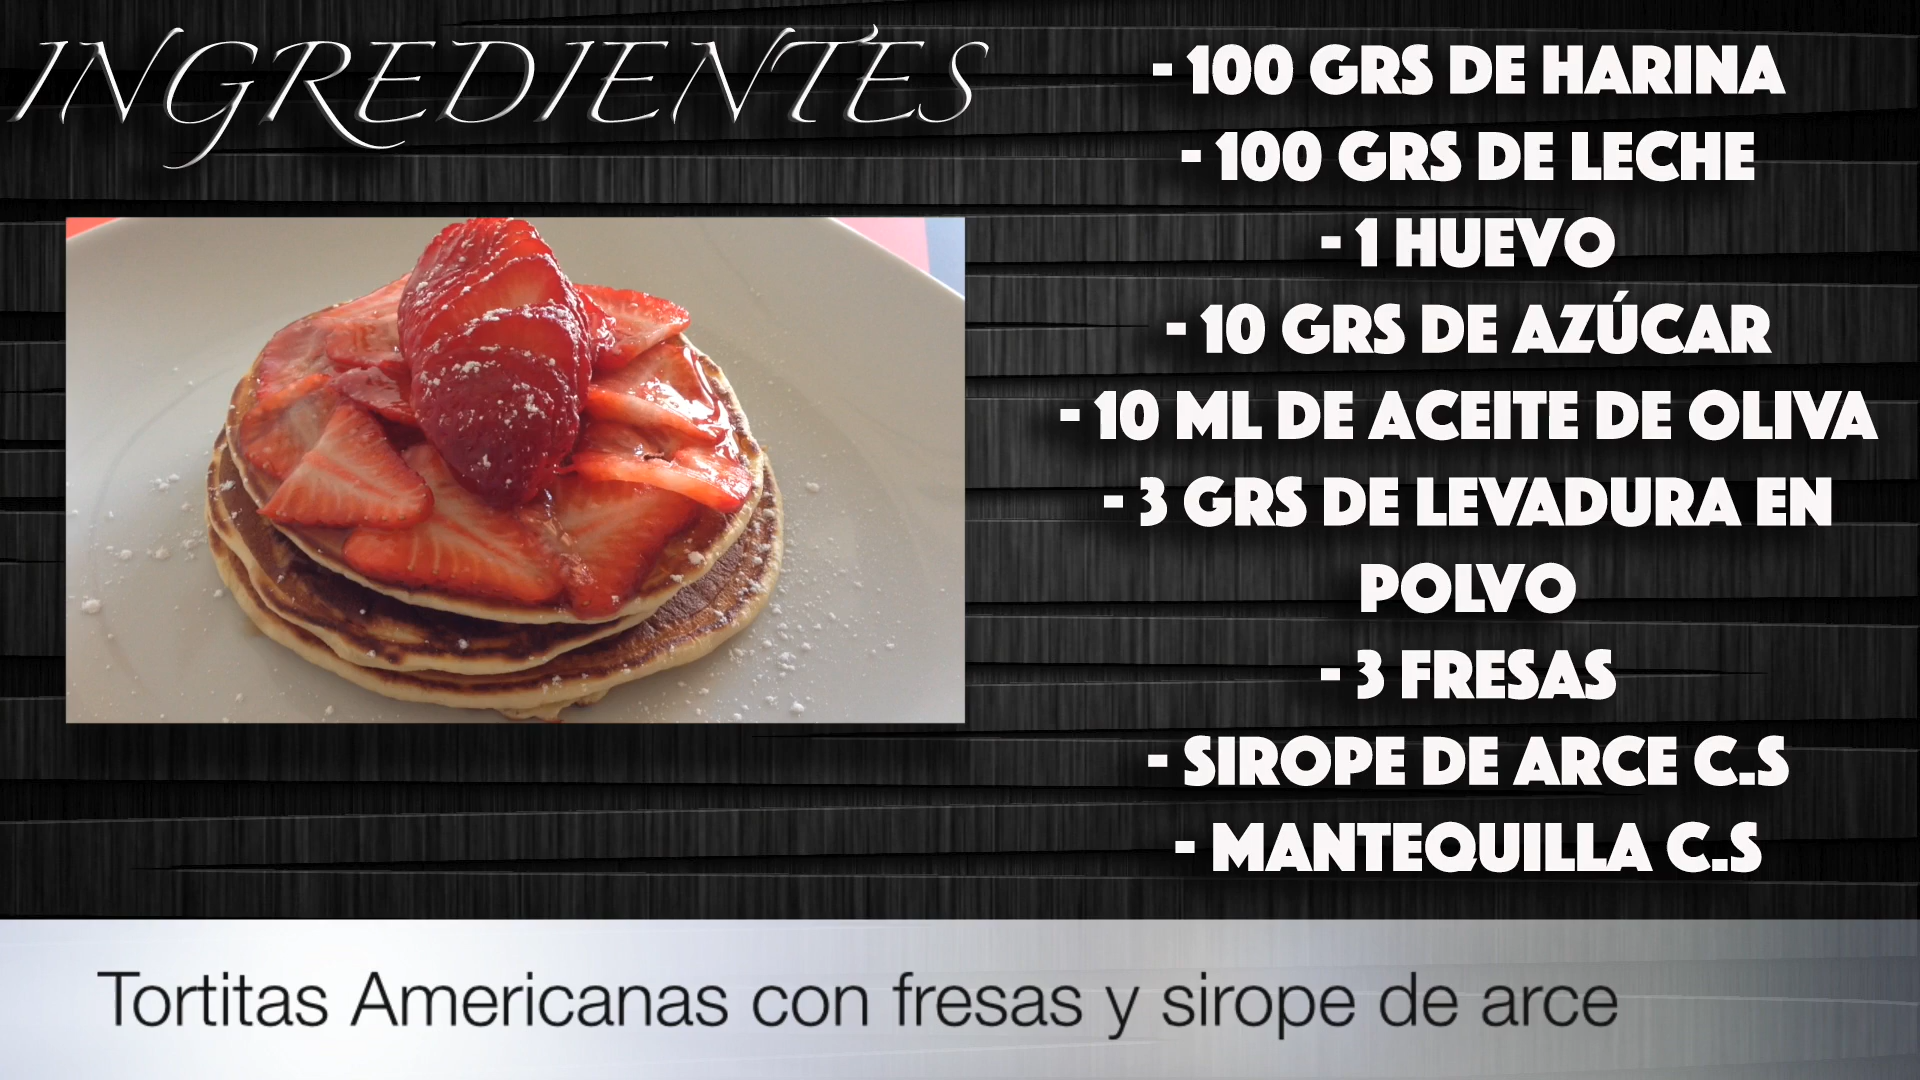 INGREDIENTES
- 100 GRS DE HARINA
- 100 GRS DE LECHE
- 1 HUEVO
- 10 GRS DE AZÚCAR
- 10 ML DE ACEITE DE OLIVA
- 3 GRS DE LEVADURA EN
POLVO
- 3 FRESAS
- SIROPE DE ARCE C.S
- MANTEQUILLA C.S
Tortitas Americanas con fresas y sirope de arce